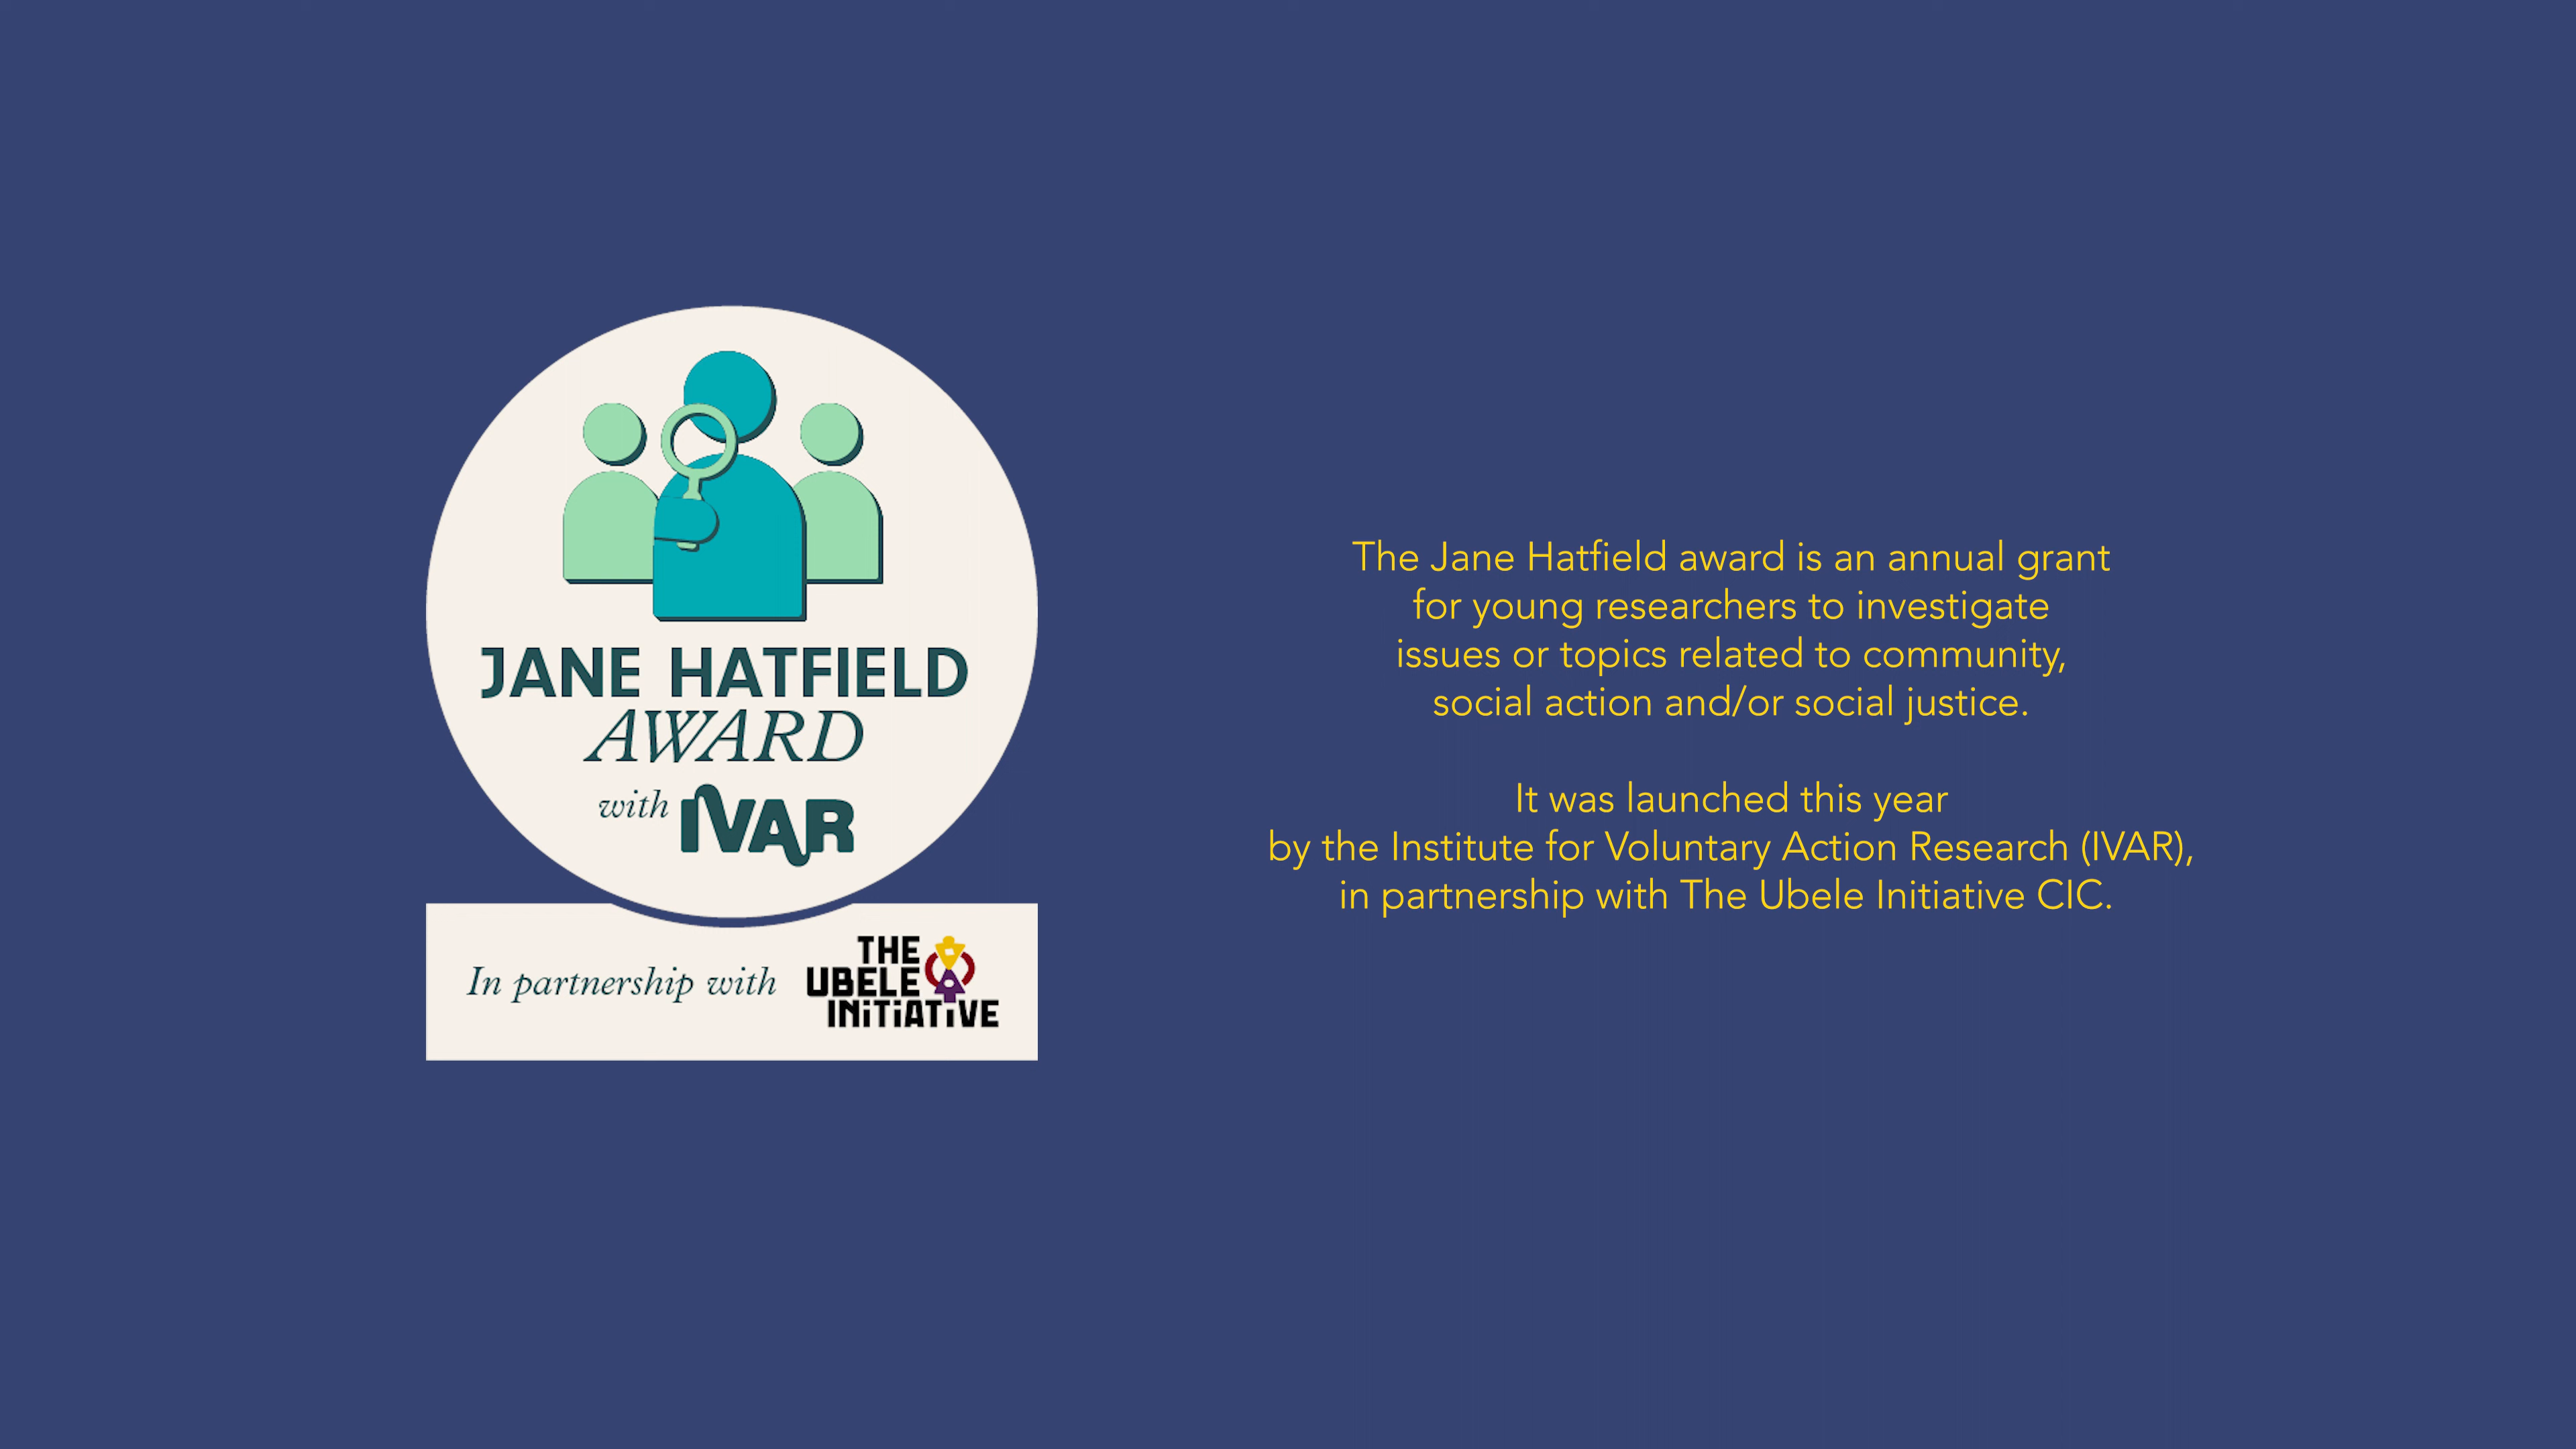 JANE HATFIELD
AWARD
with IVAR
In partnership with
THE
UBELE
INiTiATiVE
The Jane Hatfield award is an annual grant
for young researchers to investigate
issues or topics related to community,
social action and/or social justice.
It was launched this year
by the Institute for Voluntary Action Research (IVAR),
in partnership with The Ubele Initiative CIC.